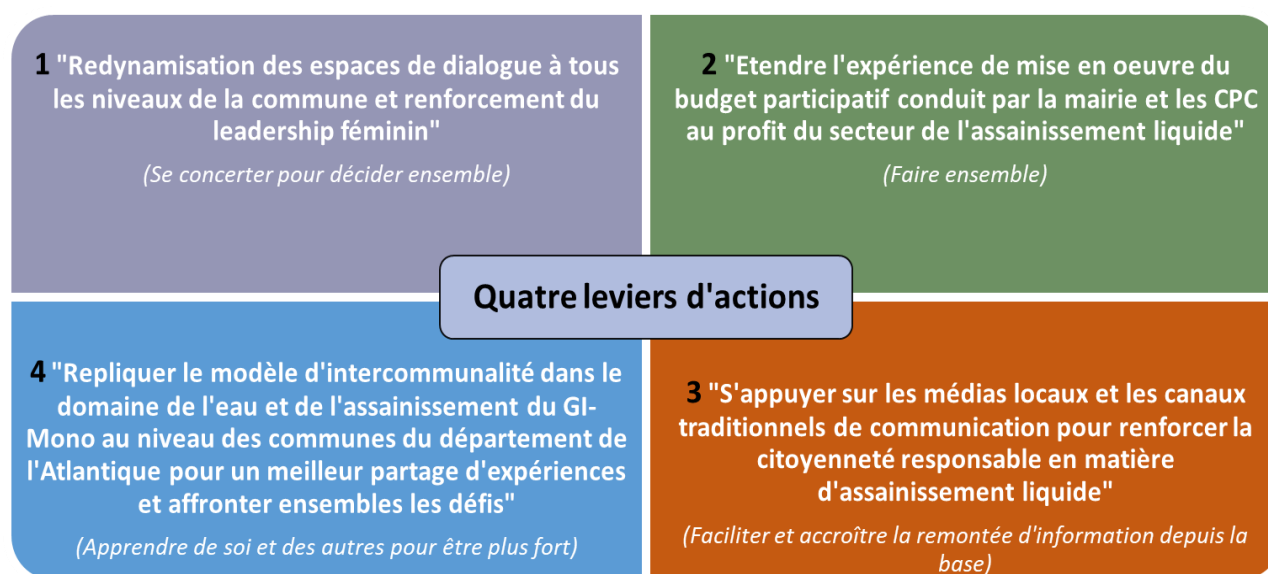 1 "Redynamisation des espaces de dialogue à tous
les niveaux de la commune et renforcement du
leadership féminin"
(Se concerter pour décider ensemble)
2 "Etendre l'expérience de mise en oeuvre du
budget participatif conduit par la mairie et les CPC
au profit du secteur de l'assainissement liquide"
(Faire ensemble)
Quatre leviers d'actions
4 "Repliquer le modèle d'intercommunalité dans le
domaine de l'eau et de l'assainissement du GI-
Mono au niveau des communes du département de
l'Atlantique pour un meilleur partage d'expériences
et affronter ensembles les défis"
(Apprendre de soi et des autres pour être plus fort)
3 "S'appuyer sur les médias locaux et les canaux
traditionnels de communication pour renforcer la
citoyenneté responsable en matière
d'assainissement liquide"
(Faciliter et accroître la remontée d'information depuis la
base)